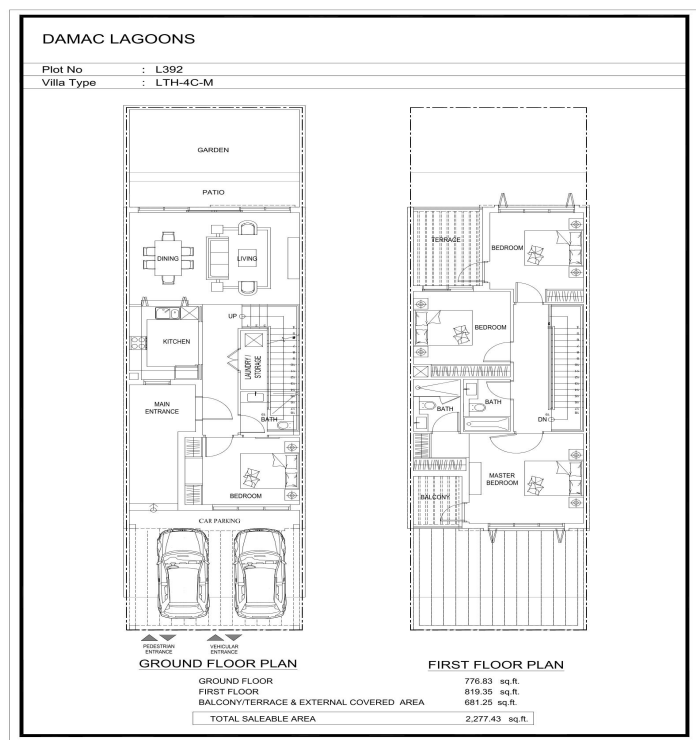 DAMAC LAGOONS
Plot No : L392
Villa Type : LTH-4C-M
GARDEN
PATIO
DINING
LIVING
UP
KITCHEN
LAUNDRY / STORAGE
MAIN
ENTRANCE
BATH
BEDROOM
CAR PARKING
PEDESTRIAN
ENTRANCE
VEHICULAR
ENTRANCE
GROUND FLOOR PLAN
TERRACE
BEDROOM
BEDROOM
BATH
BATH
DN
MASTER
BEDROOM
BALCONY
FIRST FLOOR PLAN
GROUND FLOOR 776.83 sq.ft.
FIRST FLOOR 819.35 sq.ft.
BALCONY/TERRACE & EXTERNAL COVERED AREA 681.25 sq.ft.
TOTAL SALEABLE AREA 2,277.43 sq.ft.